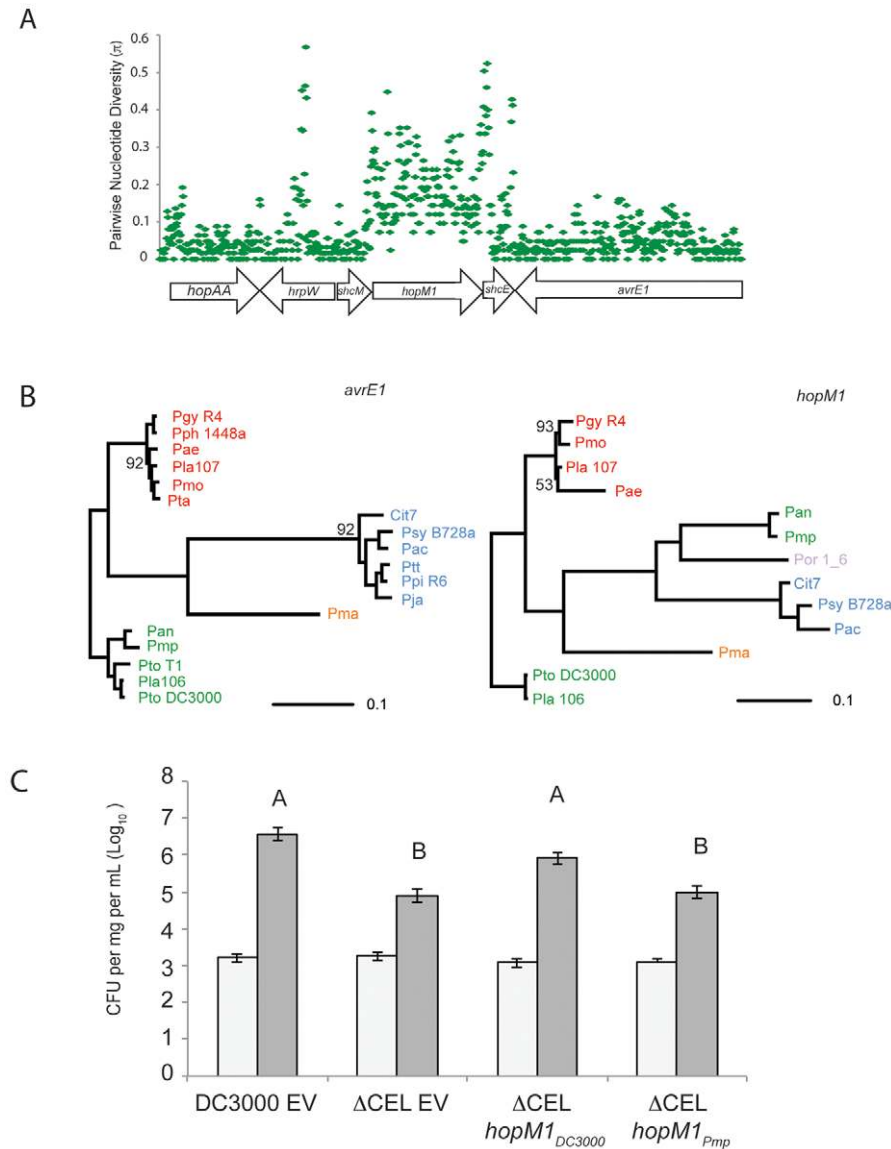 A
Pairwise Nucleotide Diversity (π)
0.6
0.5
0.4
0.3
0.2
0.1
0
hopAA
hrpW
shcM
hopM1
shcE
avrE1
B
avrE1
Pgy R4
Pph 1448a
Pae
92
Pla107
Pmo
Pta
92
Cit7
Psy B728a
Pac
Ptt
Ppi R6
Pja
Pma
Pan
Pmp
Pto T1
Pla106
Pto DC3000
0.1
hopM1
93
Pgy R4
Pmo
Pla 107
53
Pae
Pan
Pmp
Por 1_6
Cit7
Psy B728a
Pac
Pma
Pto DC3000
Pla 106
0.1
C
CFU per mg per mL (Log10)
8
7
6
5
4
3
2
1
0
A
B
A
B
DC3000 EV
ΔCEL EV
ΔCEL
hopM1DC3000
ΔCEL
hopM1Pmp